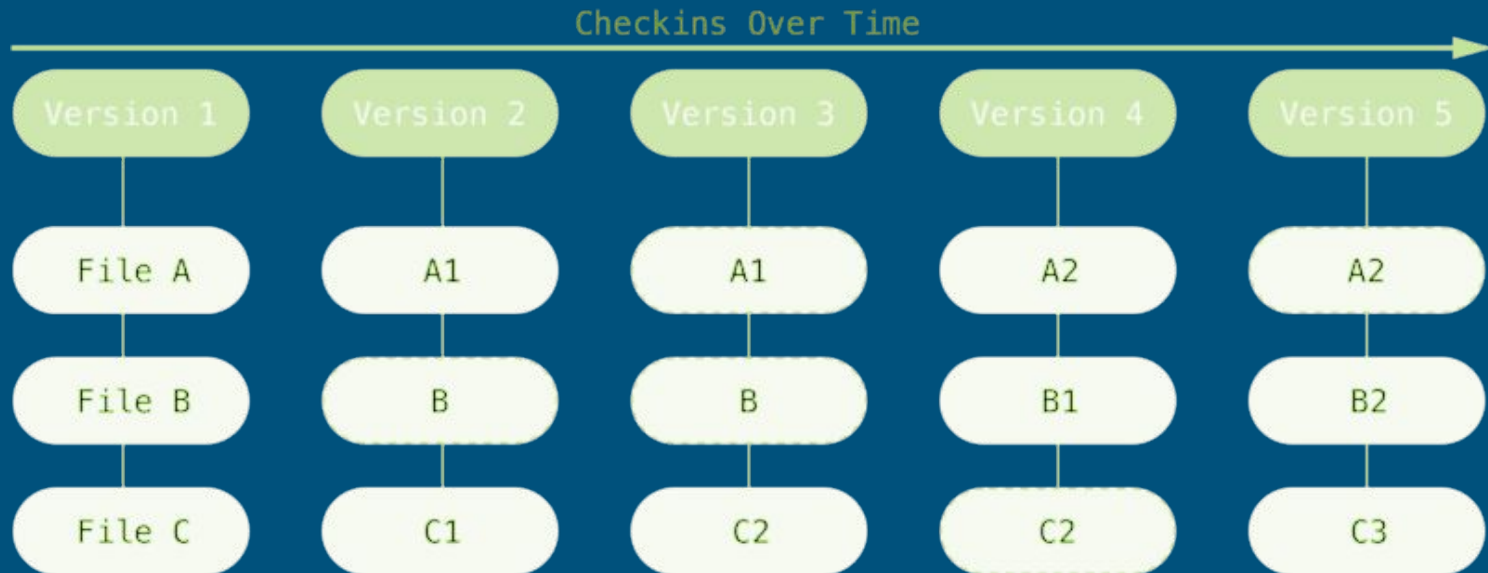 Checkins Over Time
Version 1 Version 2 Version 3 Version 4 Version 5
File A A1 A1 A2 A2
File B B B B1 B2
File C C1 C2 C2 C3